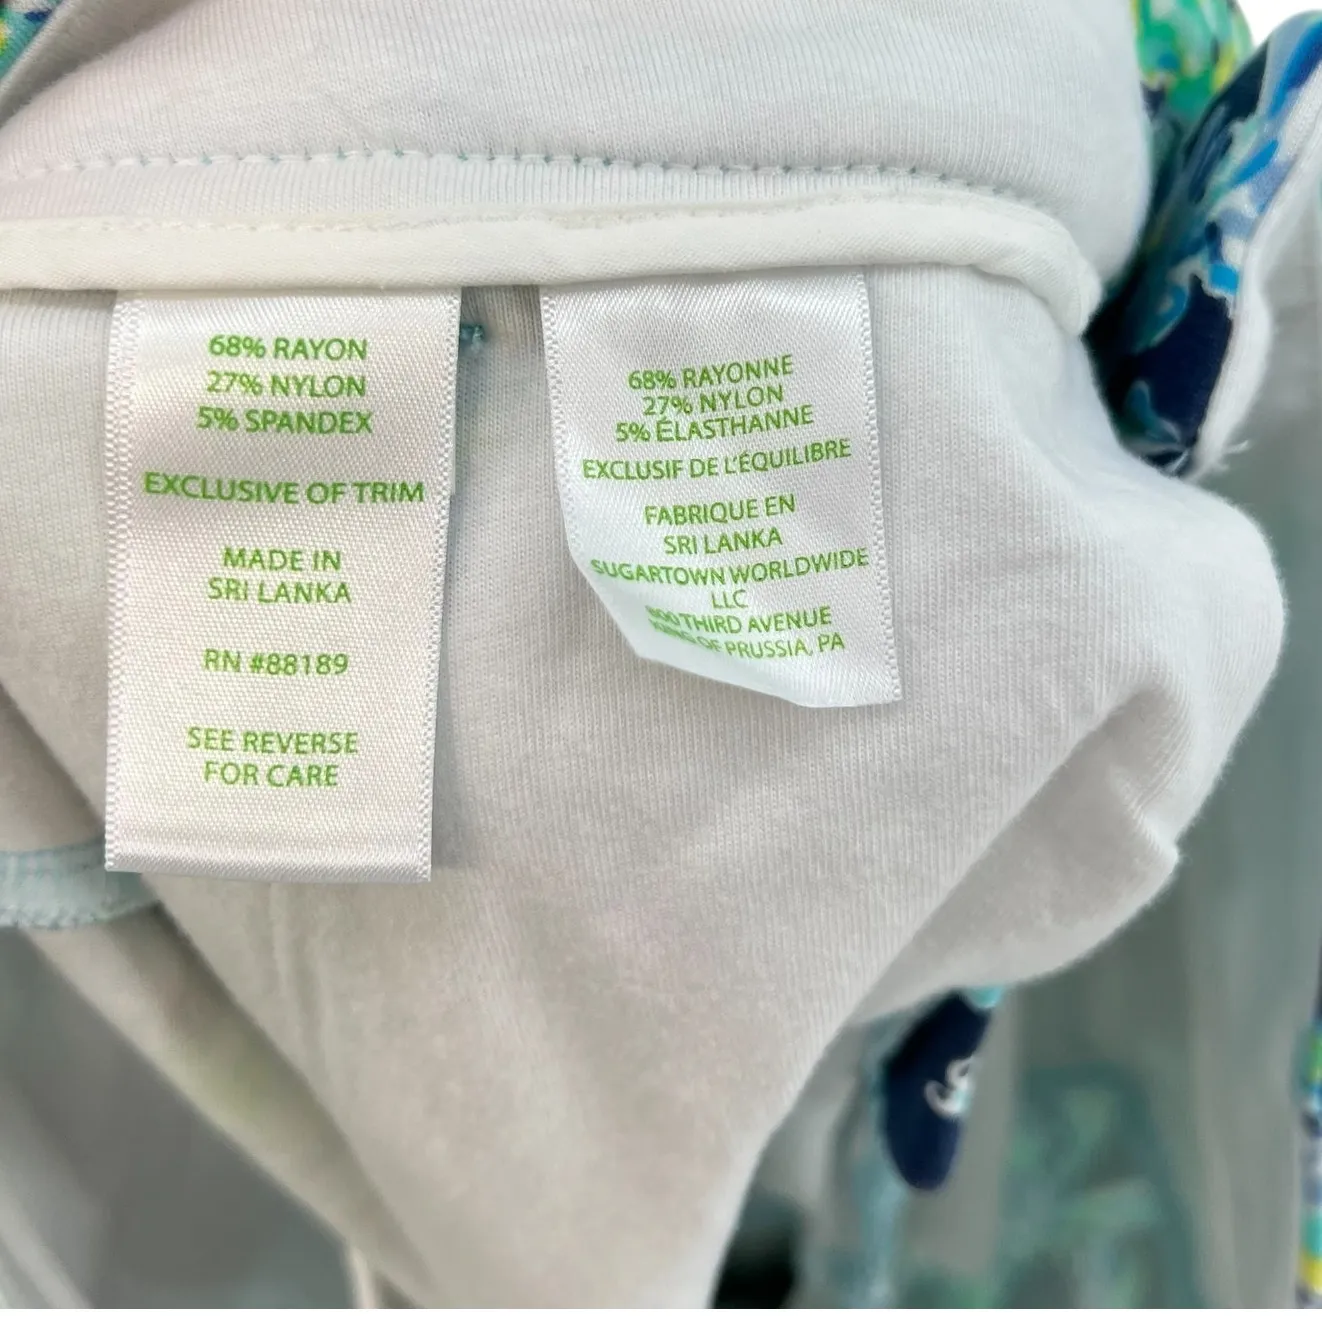 68% RAYON
27% NYLON
5% SPANDEX
EXCLUSIVE OF TRIM
MADE IN
SRI LANKA
RN #88189
SEE REVERSE
FOR CARE
68% RAYONNE
27% NYLON
5% ÉLASTHANNE
EXCLUSIF DE L'ÉQUILIBRE
FABRIQUE EN
SRI LANKA
SUGARTOWN WORLDWIDE
LLC
THIRD AVENUE
OF PRUSSIA, PA